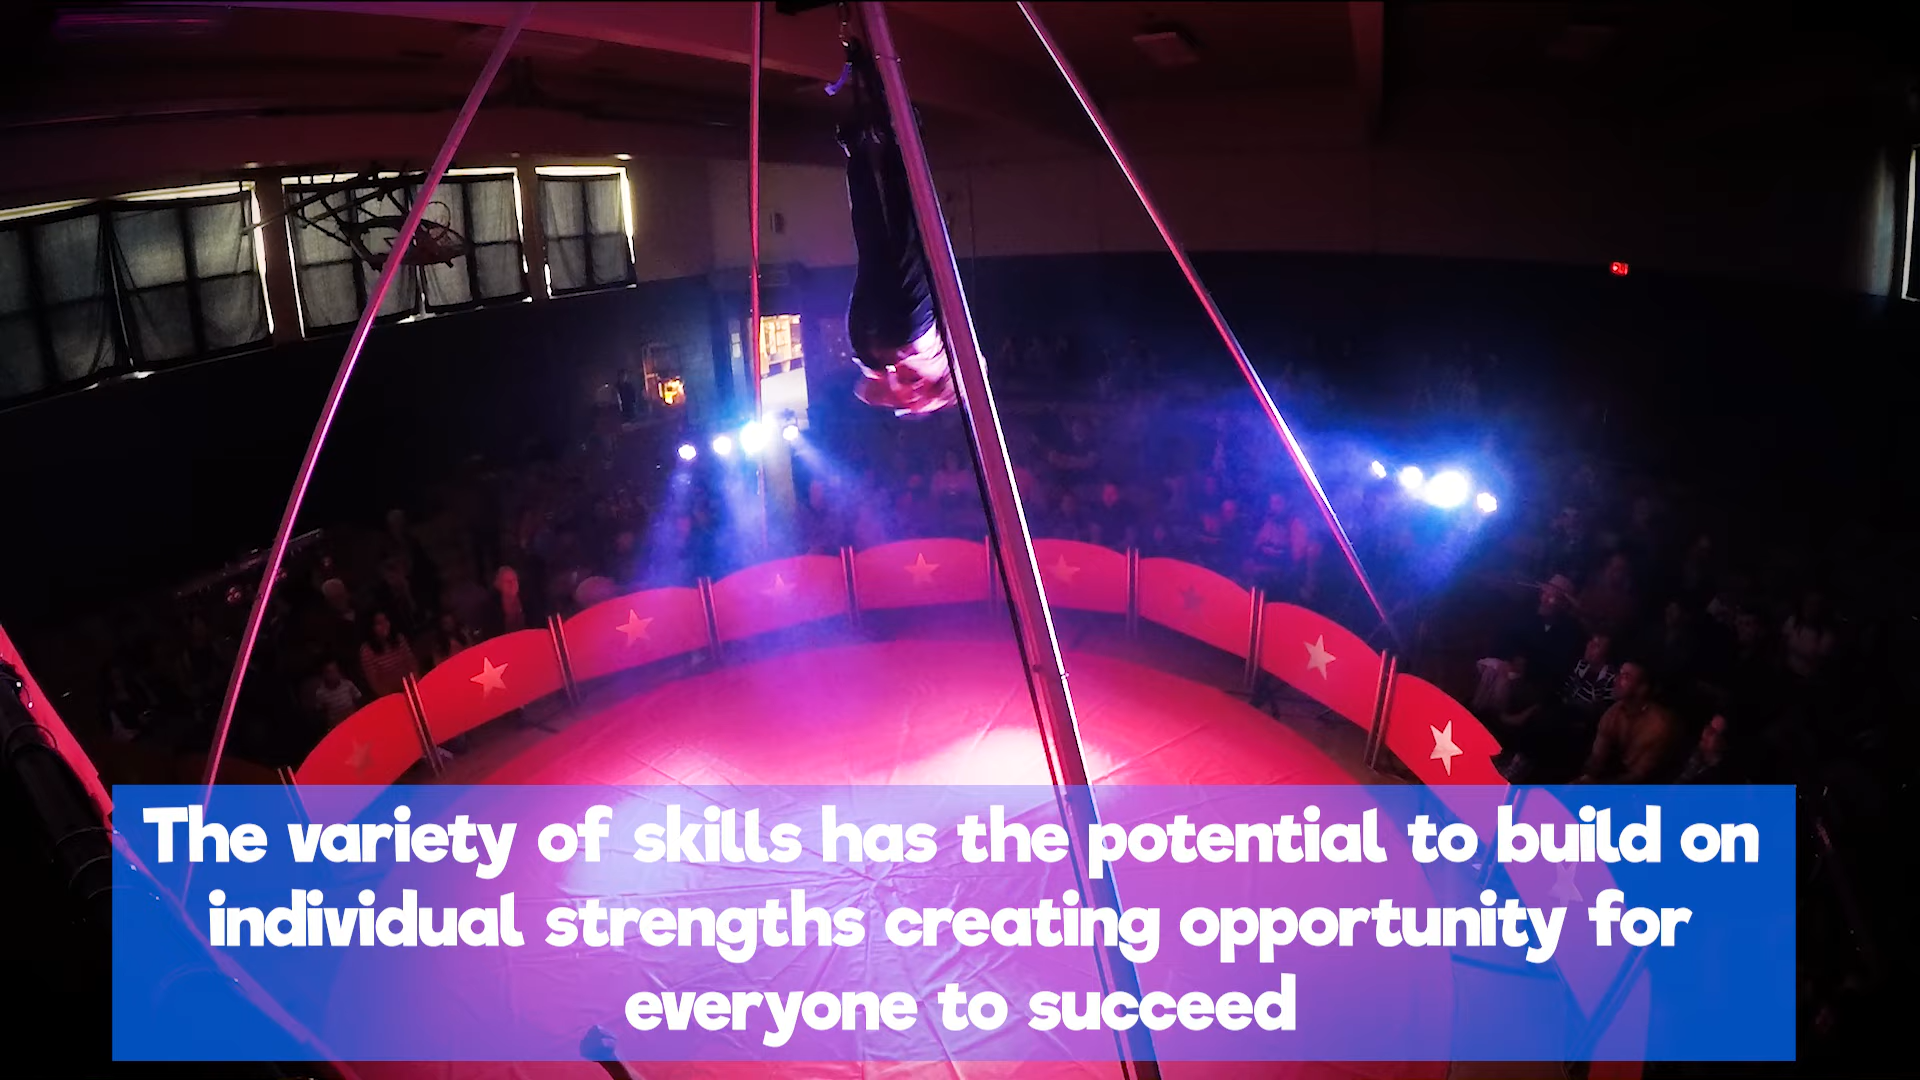 The variety of skills has the potential to build on
individual strengths creating opportunity for
everyone to succeed